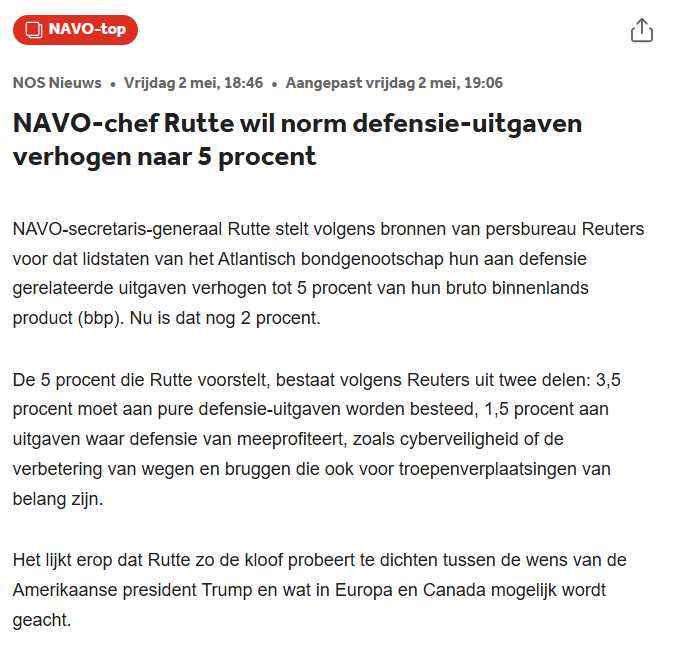 NAVO-top
NOS Nieuws • Vrijdag 2 mei, 18:46 • Aangepast vrijdag 2 mei, 19:06
NAVO-chef Rutte wil norm defensie-uitgaven
verhogen naar 5 procent
NAVO-secretaris-generaal Rutte stelt volgens bronnen van persbureau Reuters
voor dat lidstaten van het Atlantisch bondgenootschap hun aan defensie
gerelateerde uitgaven verhogen tot 5 procent van hun bruto binnenlands
product (bbp). Nu is dat nog 2 procent.
De 5 procent die Rutte voorstelt, bestaat volgens Reuters uit twee delen: 3,5
procent moet aan pure defensie-uitgaven worden besteed, 1,5 procent aan
uitgaven waar defensie van meeprofiteert, zoals cyberveiligheid of de
verbetering van wegen en bruggen die ook voor troepenverplaatsingen van
belang zijn.
Het lijkt erop dat Rutte zo de kloof probeert te dichten tussen de wens van de
Amerikaanse president Trump en wat in Europa en Canada mogelijk wordt
geacht.